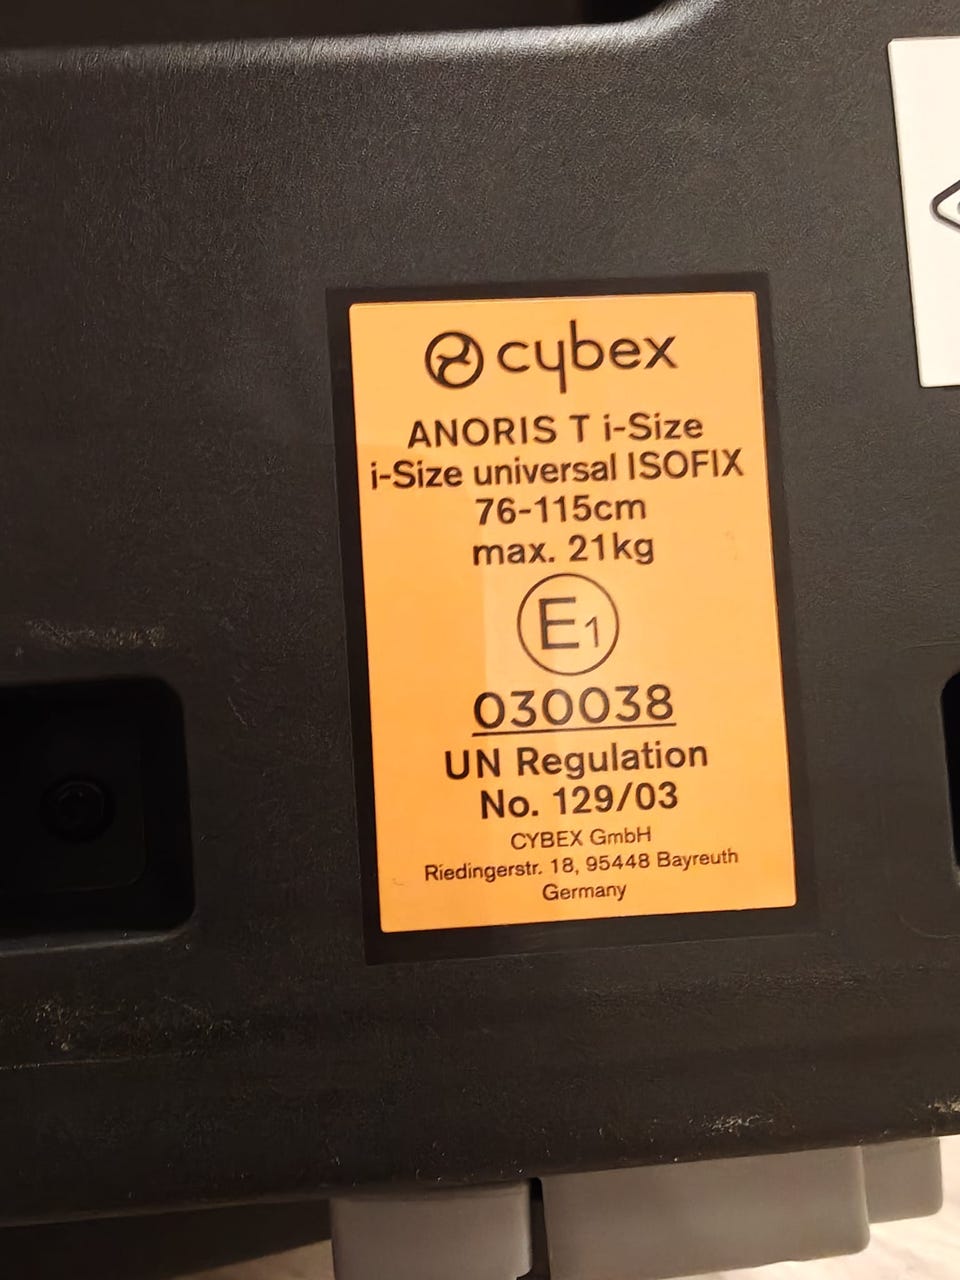 cybex
ANORIS T i-Size
i-Size universal ISOFIX
76-115cm
max. 21kg
E1
030038
UN Regulation
No. 129/03
CYBEX GmbH
Riedingerstr. 18, 95448 Bayreuth
Germany